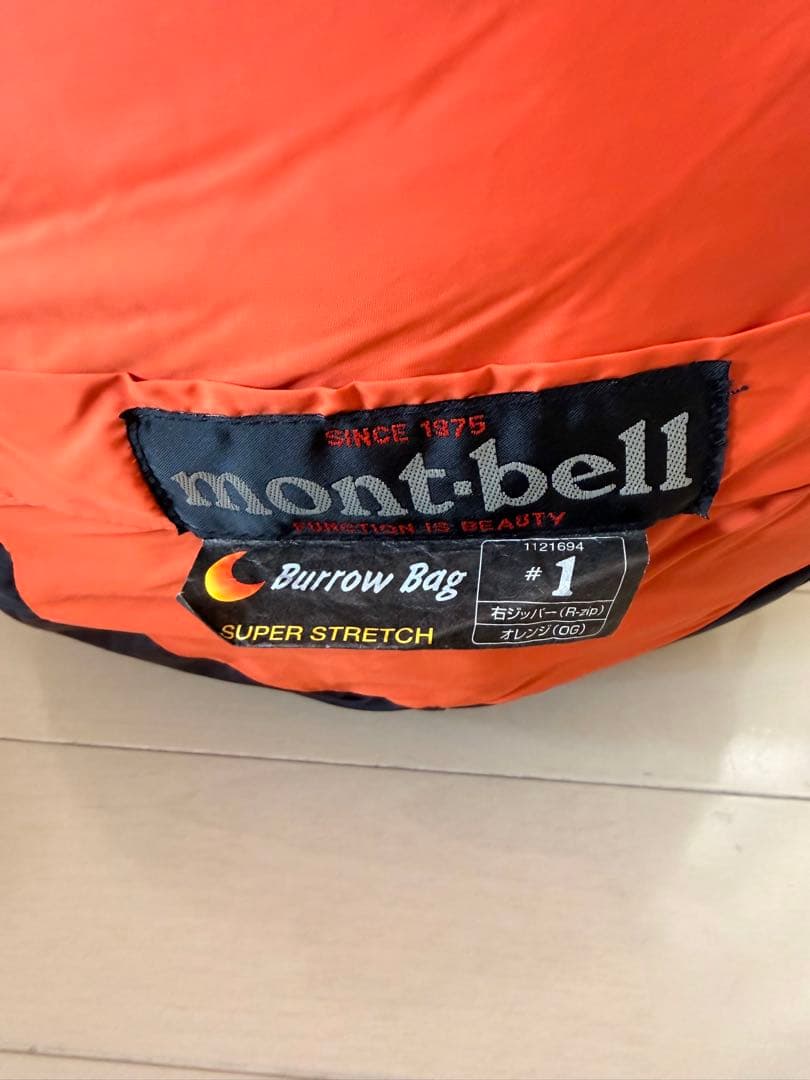 SINCE 1975
mont·bell
FUNCTION IS BEAUTY
Burrow Bag
SUPER STRETCH
1121694
#1
右ジッパー(R-zip)
オレンジ(OG)